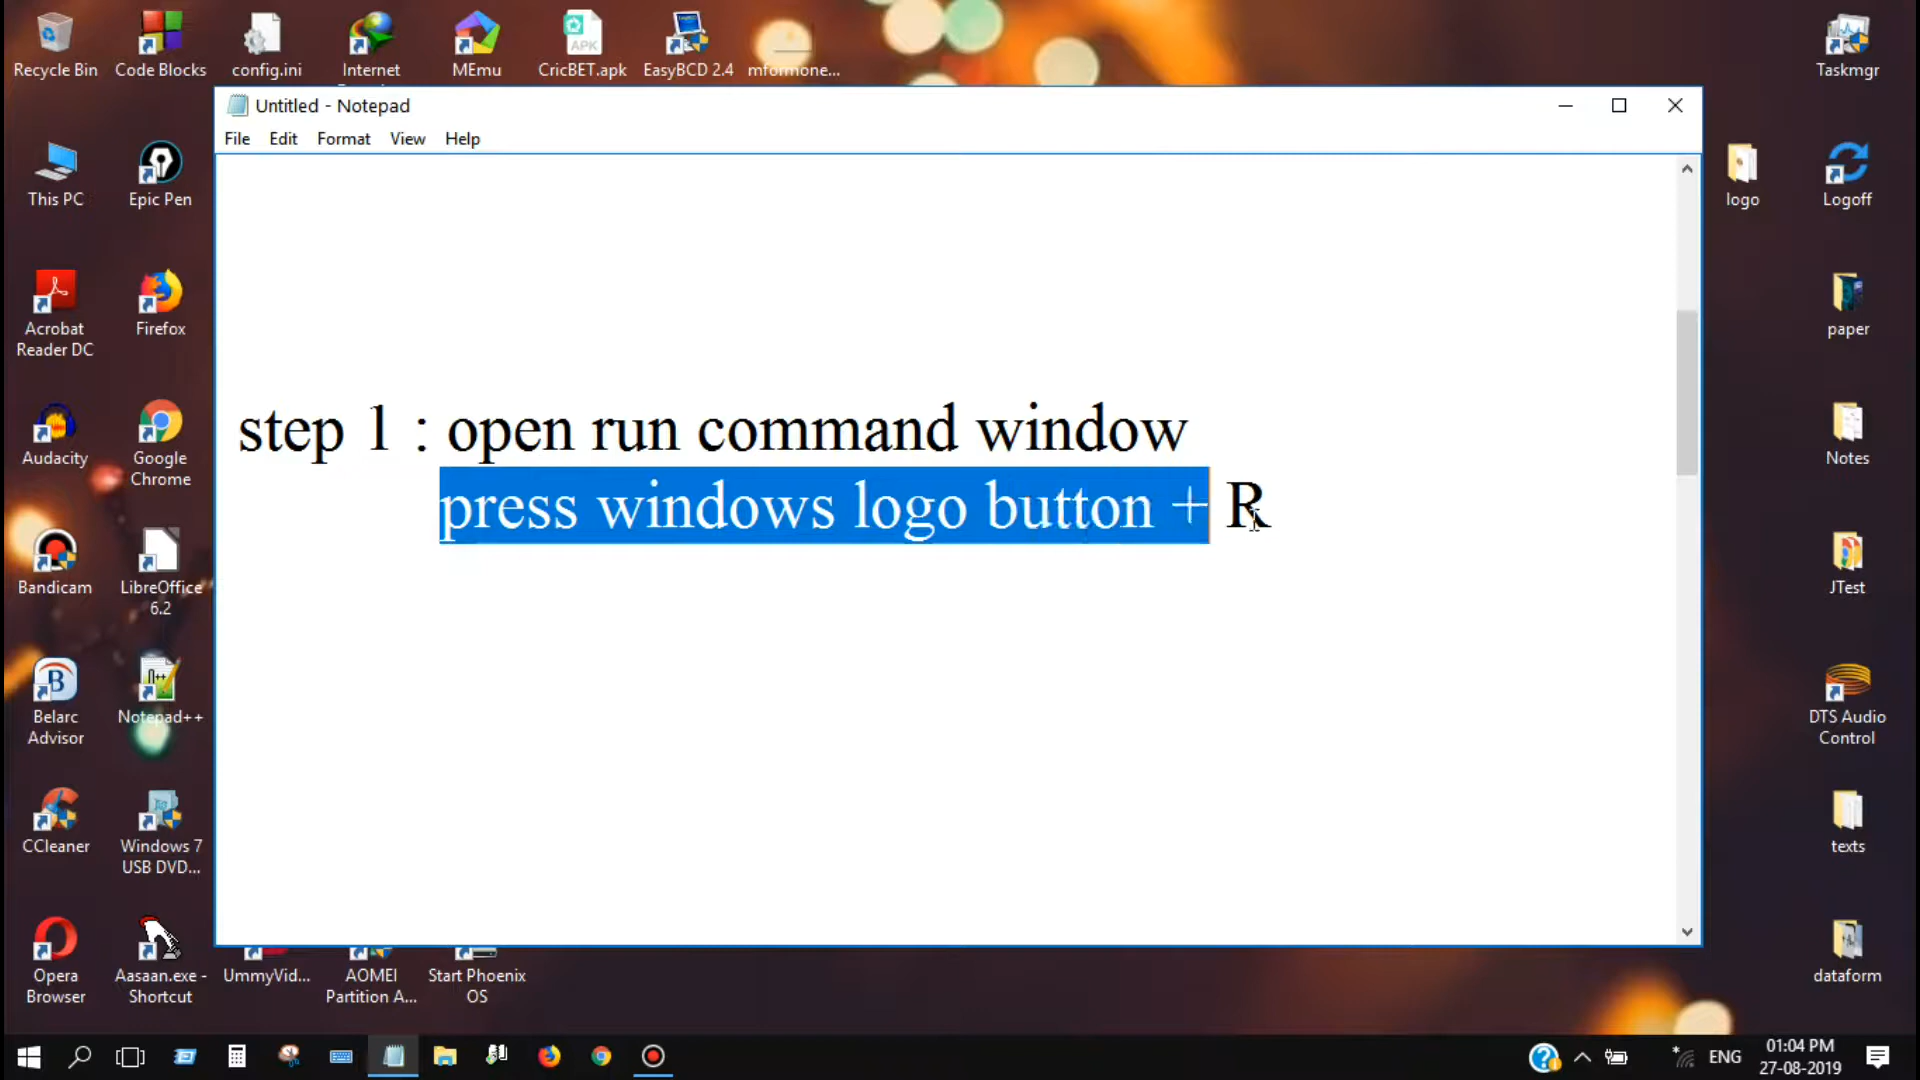 Recycle Bin
Code Blocks
config.ini
Internet
MEmu
CricBET.apk
EasyBCD 2.4
mformone...
Taskmgr
Untitled - Notepad
File Edit Format View Help
This PC
Epic Pen
logo
Logoff
Acrobat
Reader DC
Firefox
paper
step 1 : open run command window
press windows logo button + R
Audacity
Google
Chrome
Notes
Bandicam
LibreOffice
6.2
JTest
Belarc
Advisor
Notepad++
DTS Audio
Control
CCleaner
Windows 7
USB DVD...
texts
Opera
Browser
Aasaan.exe -
Shortcut
UmmyVid...
AOMEI
Partition A...
Start Phoenix
OS
dataform
ENG
01:04 PM
27-08-2019